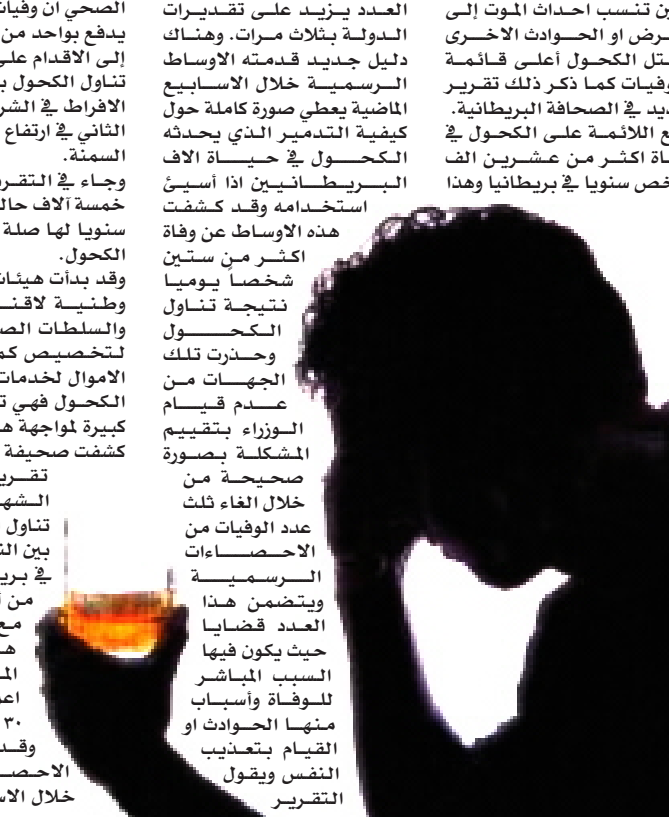 ين تنسب احداث الموت إلى
رض او الحوادث الاخرى
تل الكحول أعلى قائمة
وفيات كما ذكر ذلك تقرير
ديد في الصحافة البريطانية.
ع اللائمة على الكحول في
اة اكثر من عشرين الف
خص سنويا في بريطانيا وهذا
العدد يزيد على تقديرات
الدولة بثلاث مرات. وهناك
دليل جديد قدمته الاوساط
الرسمية خلال الاسابيع
الماضية يعطي صورة كاملة حول
كيفية التدمير الذي يحدثه
الكحول في حياة الاف
البريطانيين اذا أسيئ
استخدامه وقد كشفت
هذه الاوساط عن وفاة
اكثر من ستين
شخصاً يوميا
نتيجة تناول
الكحول
وحذرت تلك
الجهات من
عدم قيام
الوزراء بتقييم
المشكلة بصورة
صحيحة من
خلال الغاء ثلث
عدد الوفيات من
الاحصاءات
الرسمية
ويتضمن هذا
العدد قضايا
حيث يكون فيها
السبب المباشر
للوفاة وأسباب
منها الحوادث او
القيام بتعذيب
النفس ويقول
التقرير
الصحي ان وفيات
يدفع بواحد من
إلى الاقدام على
تناول الكحول ب
الافراط في الشر
الثاني في ارتفاع
السمنة.
وجاء في التقر
خمسة آلاف حال
سنويا لها صلة
الكحول.
وقد بدأت هيئات
وطنية لاقن
والسلطات الص
لتخصيص كم
الاموال لخدمات
الكحول فهي ت
كبيرة لمواجهة ه
كشفت صحيفة
تقري
الشه
تناول
بين الن
في بري
من أ
مع
ه
الم
اعر
٣٠
وقد
الاحص
خلال الاس